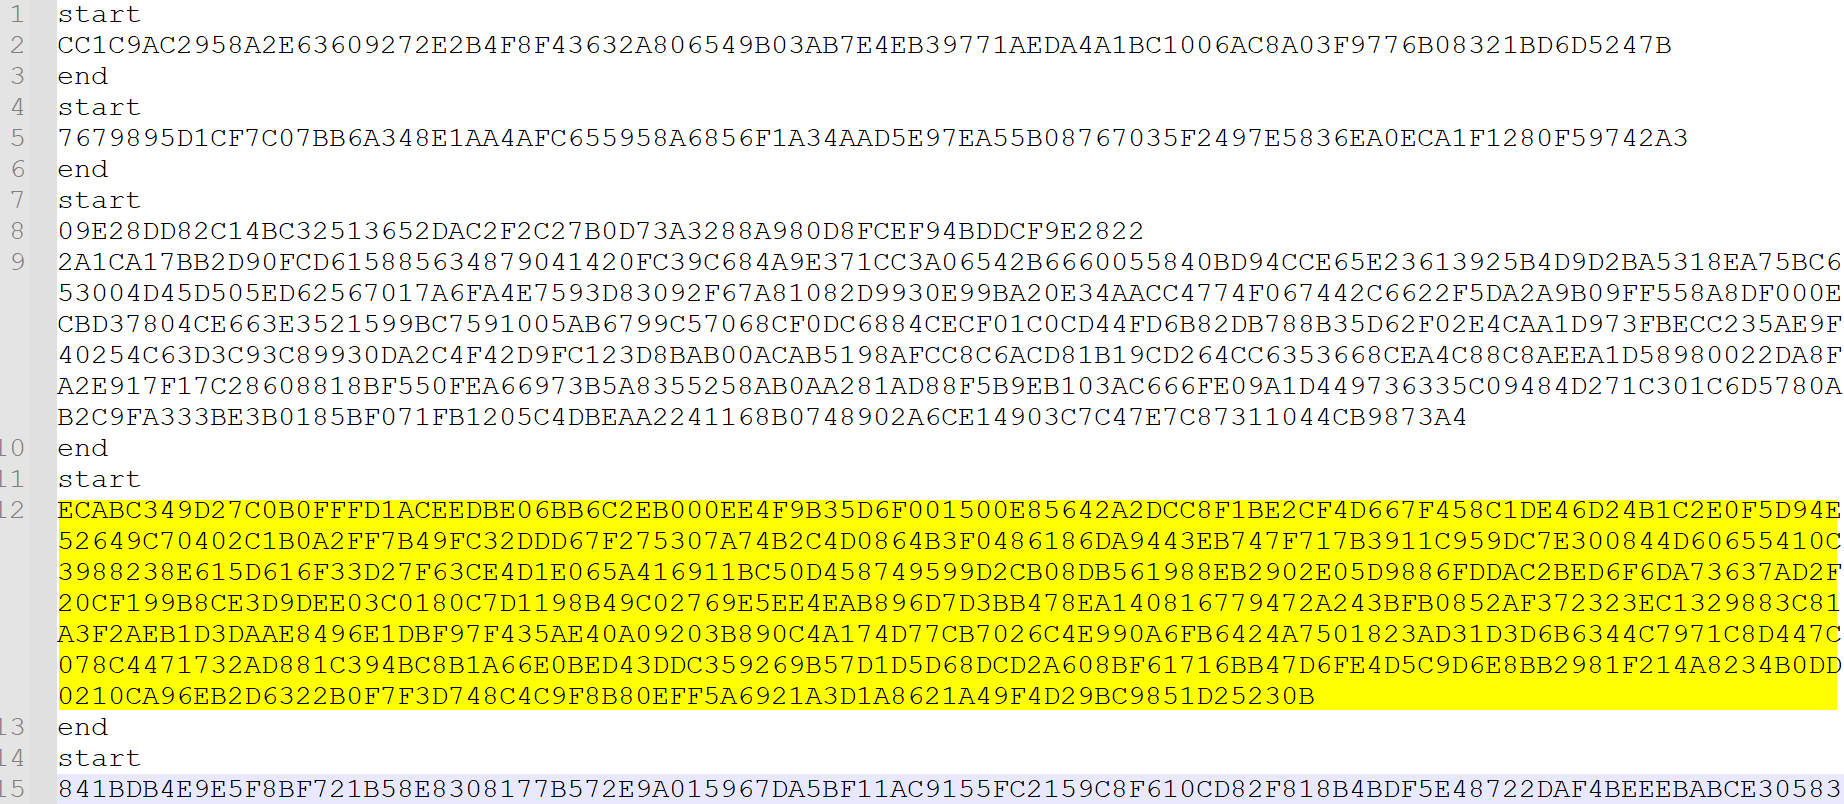 1 start
2 CC1C9AC2958A2E63609272E2B4F8F43632A806549B03AB7E4EB39771AEDA4A1BC1006AC8A03F9776B08321BD6D5247B
3 end
4 start
5 7679895D1CF7C07BB6A348E1AA4AFC655958A6856F1A34AAD5E97EA55B08767035F2497E5836EA0ECA1F1280F59742A3
6 end
7 start
8 09E28DD82C14BC32513652DAC2F2C27B0D73A3288A980D8FCEF94BDDCF9E2822
9 2A1CA17BB2D90FCD615885634879041420FC39C684A9E371CC3A06542B6660055840BD94CCE65E23613925B4D9D2BA5318EA75BC6
53004D45D505ED62567017A6FA4E7593D83092F67A81082D9930E99BA20E34AACC4774F067442C6622F5DA2A9B09FF558A8DF000E
CBD37804CE663E3521599BC7591005AB6799C57068CF0DC6884CECF01C0CD44FD6B82DB788B35D62F02E4CAA1D973FBECC235AE9F
40254C63D3C93C89930DA2C4F42D9FC123D8BAB00ACAB5198AFCC8C6ACD81B19CD264CC6353668CEA4C88C8AEEA1D58980022DA8F
A2E917F17C28608818BF550FEA66973B5A8355258AB0AA281AD88F5B9EB103AC666FE09A1D449736335C09484D271C301C6D5780A
B2C9FA333BE3B0185BF071FB1205C4DBEAA2241168B0748902A6CE14903C7C47E7C87311044CB9873A4
10 end
11 start
12 ECABC349D27C0B0FFFD1ACEEDBE06BB6C2EB000EE4F9B35D6F001500E85642A2DCC8F1BE2CF4D667F458C1DE46D24B1C2E0F5D94E
52649C70402C1B0A2FF7B49FC32DDD67F275307A74B2C4D0864B3F0486186DA9443EB747F717B3911C959DC7E300844D60655410C
3988238E615D616F33D27F63CE4D1E065A416911BC50D458749599D2CB08DB561988EB2902E05D9886FDDAC2BED6F6DA73637AD2F
20CF199B8CE3D9DEE03C0180C7D1198B49C02769E5EE4EAB896D7D3BB478EA140816779472A243BFB0852AF372323EC1329883C81
A3F2AEB1D3DAAE8496E1DBF97F435AE40A09203B890C4A174D77CB7026C4E990A6FB6424A7501823AD31D3D6B6344C7971C8D447C
078C4471732AD881C394BC8B1A66E0BED43DDC359269B57D1D5D68DCD2A608BF61716BB47D6FE4D5C9D6E8BB2981F214A8234B0DD
0210CA96EB2D6322B0F7F3D748C4C9F8B80EFF5A6921A3D1A8621A49F4D29BC9851D25230B
13 end
14 start
15 841BDB4E9E5F8BF721B58E8308177B572E9A015967DA5BF11AC9155FC2159C8F610CD82F818B4BDF5E48722DAF4BEEEBABCE30583